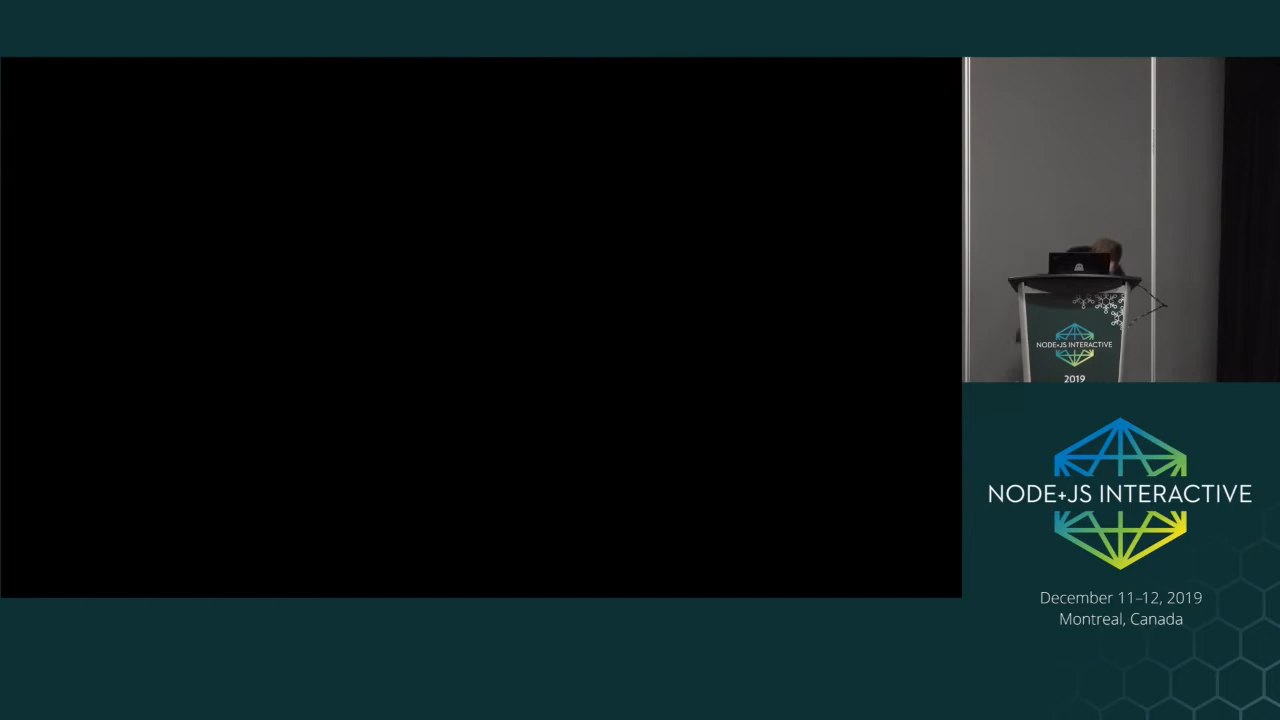 NODE+JS INTERACTIVE
2019
NODE+JS INTERACTIVE
December 11–12, 2019
Montreal, Canada